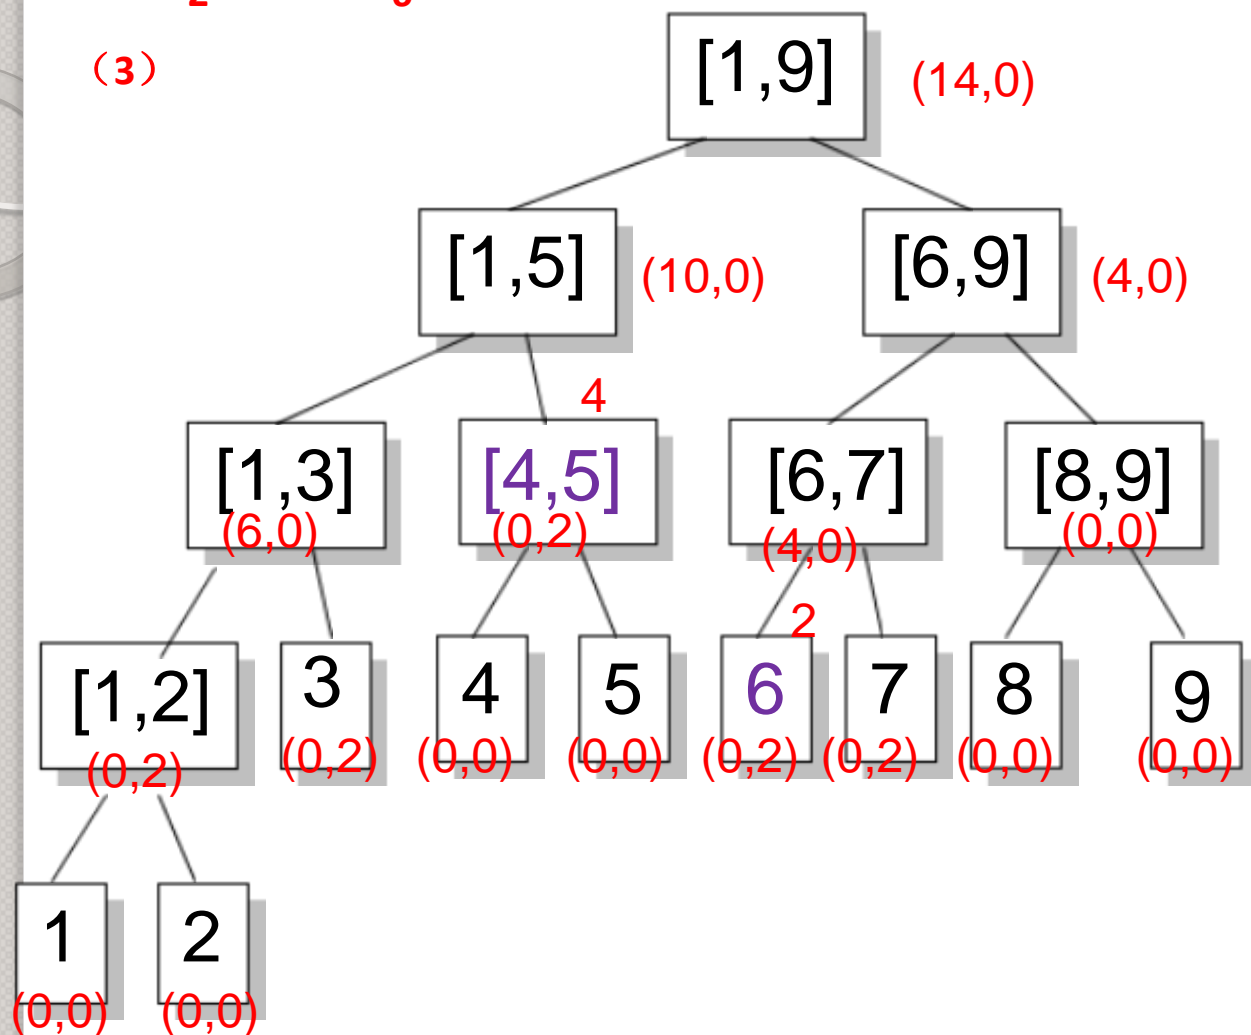 2 6
（3）
[1,9] (14,0)
[1,5] (10,0) [6,9] (4,0)
4
[1,3] [4,5] [6,7] [8,9]
(6,0) (0,2) (4,0) (0,0)
2
[1,2] 3 4 5 6 7 8 9
(0,2) (0,2) (0,0) (0,0) (0,2) (0,2) (0,0) (0,0)
1 2
(0,0) (0,0)